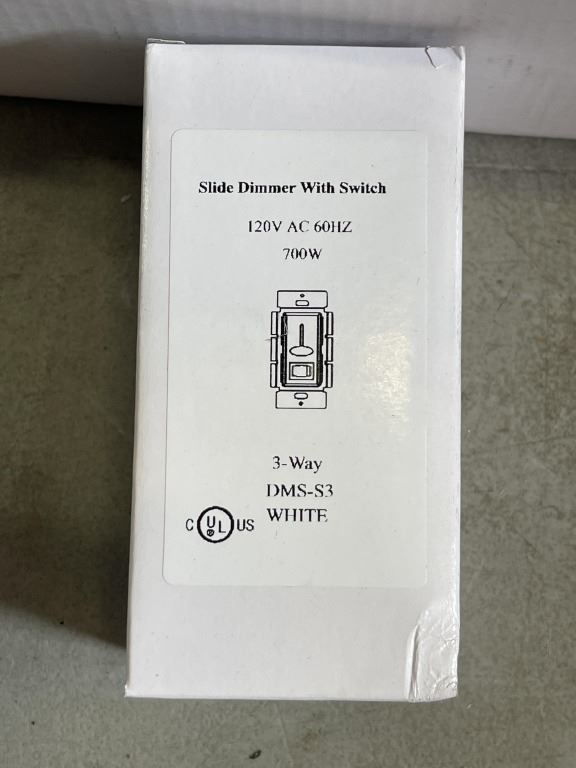 Slide Dimmer With Switch
120V AC 60HZ
700W
3-Way
DMS-S3
WHITE
C UL US